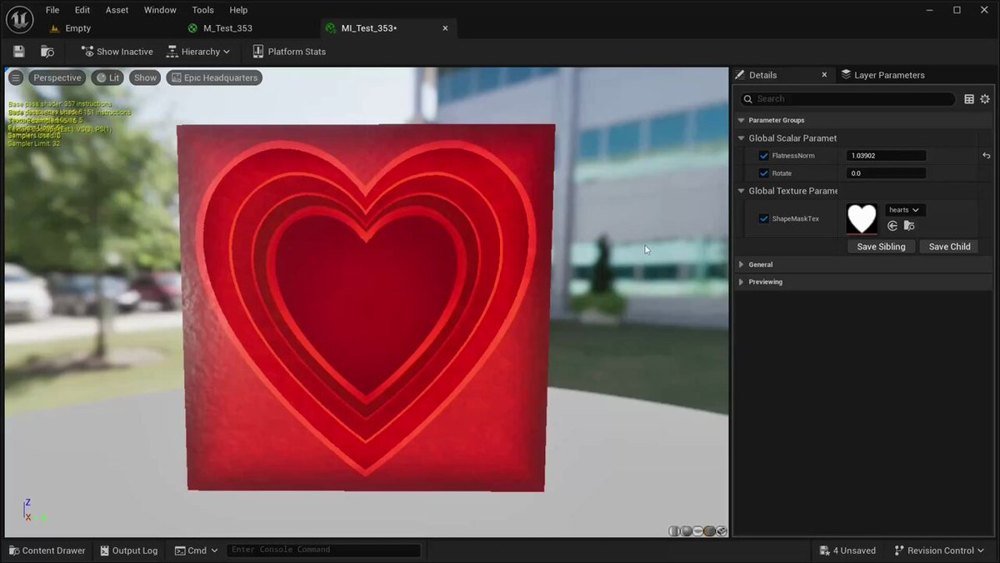 File Edit Asset Window Tools Help
Empty M_Test_353 MI_Test_353*
Show Inactive Hierarchy Platform Stats
Perspective Lit Show Epic Headquarters
Details Layer Parameters
Search
Parameter Groups
Global Scalar Paramet
FlatnessNorm 1.03902
Rotate 0.0
Global Texture Parame
ShapeMaskTex hearts
Save Sibling Save Child
General
Previewing
Sampler Limit: 32
Z
X
Content Drawer Output Log Cmd Enter Console Command 4 Unsaved Revision Control